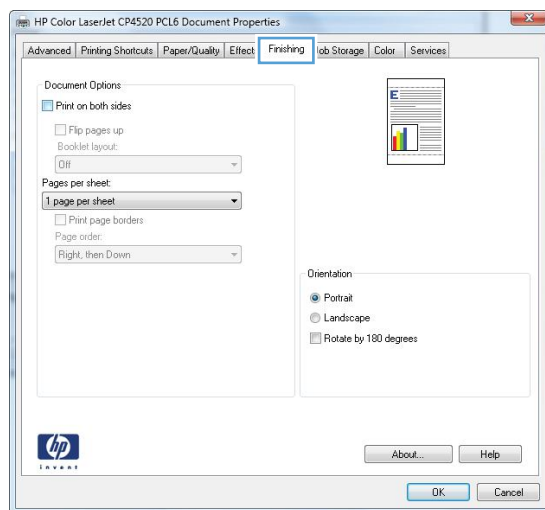 HP Color LaserJet CP4520 PCL6 Document Properties
Advanced Printing Shortcuts Paper/Quality Effect Finishing ob Storage Color Services
Document Options
Print on both sides
Flip pages up
Booklet layout:
Off
Pages per sheet:
1 page per sheet
Print page borders
Page order:
Right, then Down
E
Orientation
Portrait
Landscape
Rotate by 180 degrees
hp
invent
About... Help
OK Cancel